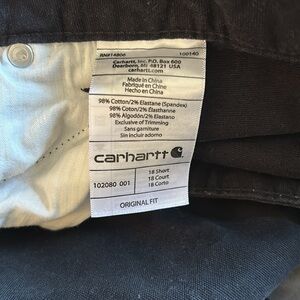 RN#14806 100140
Carhartt, Inc. P.O. Box 600
Dearborn, MI 48121 USA
carhartt.com
Made in China
Fabriqué en Chine
Hecho en China
98% Cotton/2% Elastane (Spandex)
98% Coton/2% Élasthanne
98% Algodón/2% Elastano
Exclusive of Trimming
Sans garniture
Sin incluir adorno
carhartt
102080 001
18 Short
18 Court
18 Corto
ORIGINAL FIT